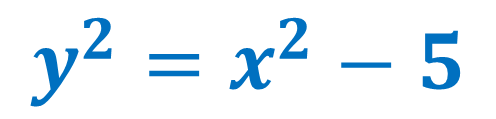 y² = x² − 5